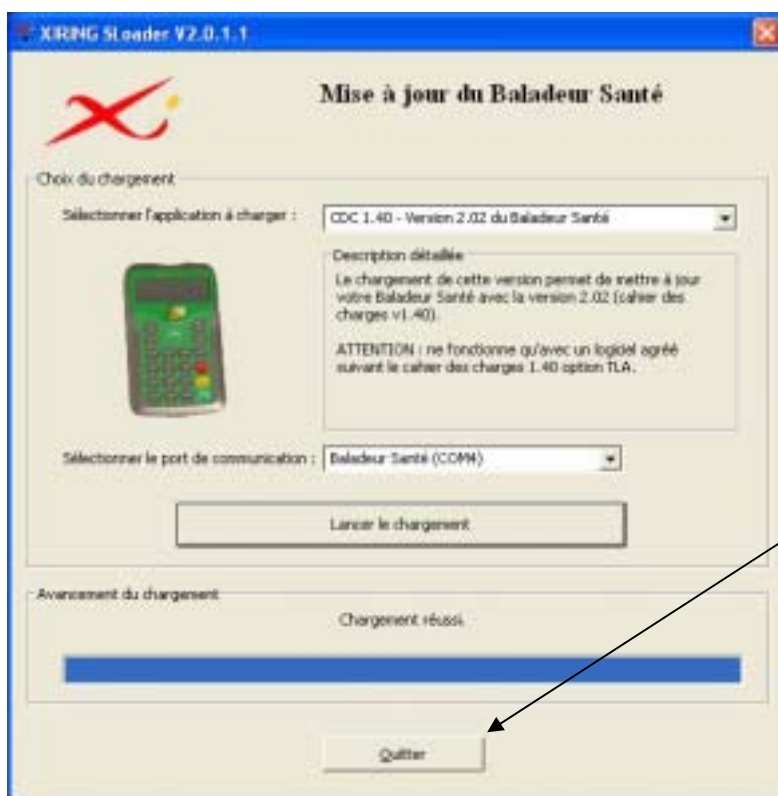 XIRING SLoader V2.0.1.1
Mise à jour du Baladeur Santé
Choix du chargement
Sélectionner l'application à charger :
CDC 1.40 - Version 2.02 du Baladeur Santé
Description détaillée
Le chargement de cette version permet de mettre à jour
votre Baladeur Santé avec la version 2.02 (cahier des
charges v1.40).
ATTENTION : ne fonctionne qu'avec un logiciel agréé
suivant le cahier des charges 1.40 option TLA.
Sélectionner le port de communication :
Baladeur Santé (COM4)
Lancer le chargement
Avancement du chargement
Chargement réussi.
Quitter